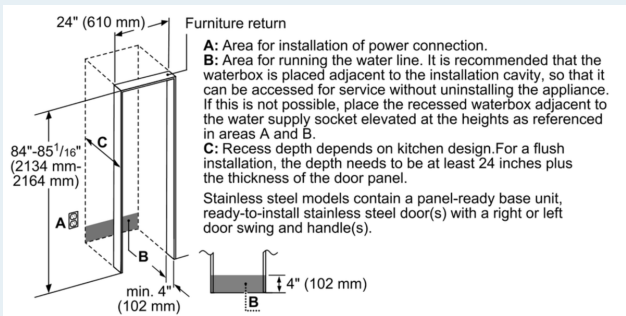 24" (610 mm)
Furniture return
A: Area for installation of power connection.
B: Area for running the water line. It is recommended that the
waterbox is placed adjacent to the installation cavity, so that it
can be accessed for service without uninstalling the appliance.
If this is not possible, place the recessed waterbox adjacent to
the water supply socket elevated at the heights as referenced
in areas A and B.
C: Recess depth depends on kitchen design.For a flush
installation, the depth needs to be at least 24 inches plus
the thickness of the door panel.
Stainless steel models contain a panel-ready base unit,
ready-to-install stainless steel door(s) with a right or left
door swing and handle(s).
84"-85 1/16"
(2134 mm-
2164 mm)
C
A
B
min. 4"
(102 mm)
4" (102 mm)
B